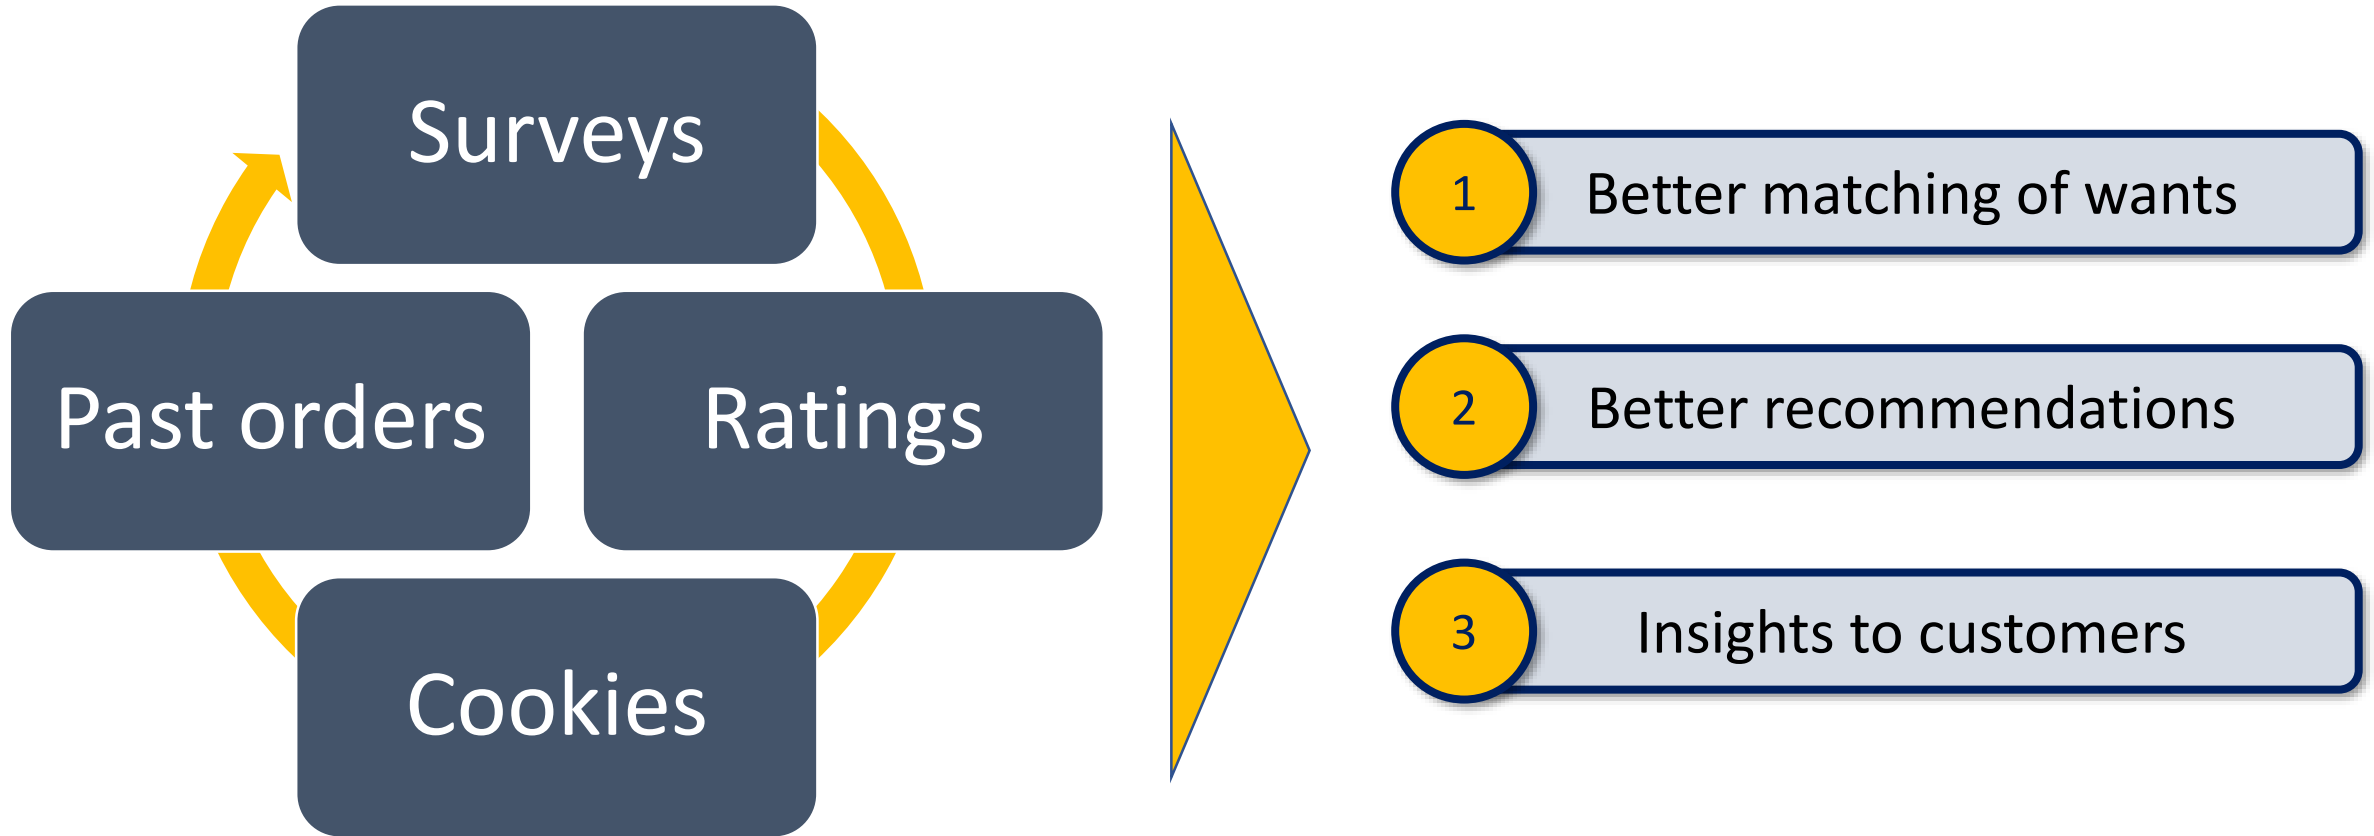 Surveys
Past orders
Ratings
Cookies
1
Better matching of wants
2
Better recommendations
3
Insights to customers